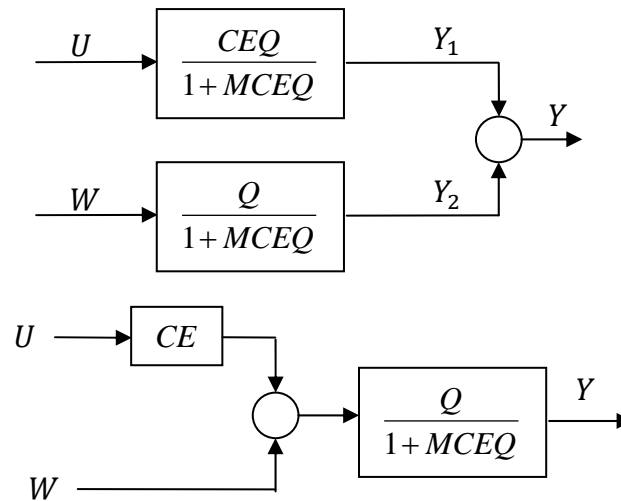 U
CEQ
1 + MCEQ
Y₁
Y
W
Q
1 + MCEQ
Y₂
U
CE
Q
1 + MCEQ
Y
W